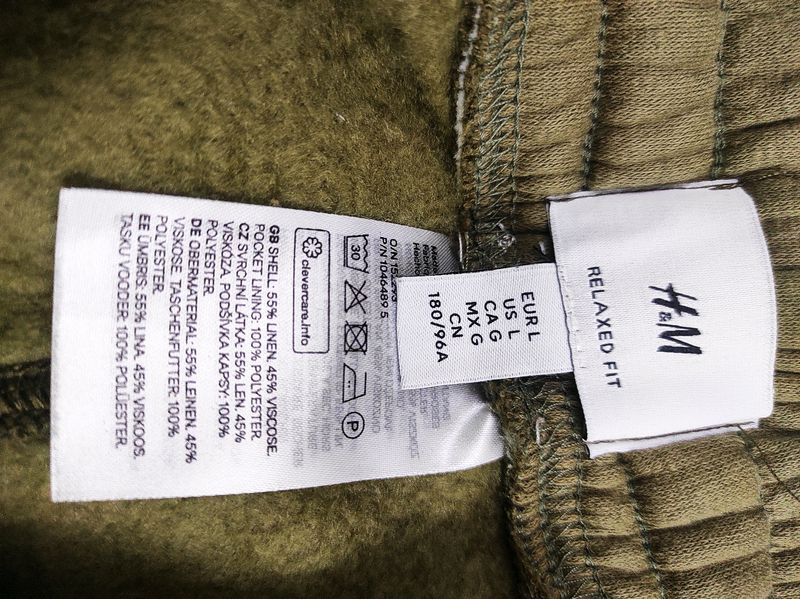 H&M
RELAXED FIT
EUR L
US L
CA G
MX G
CN
180/96A
P/N 1046489 5
30
P
clevercare.info
GB SHELL: 55% LINEN. 45% VISCOSE.
POCKET LINING: 100% POLYESTER
CZ SVRCHNÍ LÁTKA: 55% LEN. 45%
VISKÓZA. PODŠÍVKA KAPSY: 100%
POLYESTER.
DE OBERMATERIAL: 55% LEINEN. 45%
VISKOSE. TASCHENFUTTER: 100%
POLYESTER.
EE ÜMBRIS: 55% LINA. 45% VISKOOS.
TASKU VOODER: 100% POLÜESTER.